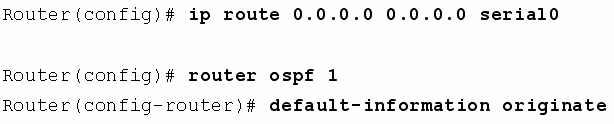 Router(config)# ip route 0.0.0.0 0.0.0.0 serial0
Router(config)# router ospf 1
Router(config-router)# default-information originate